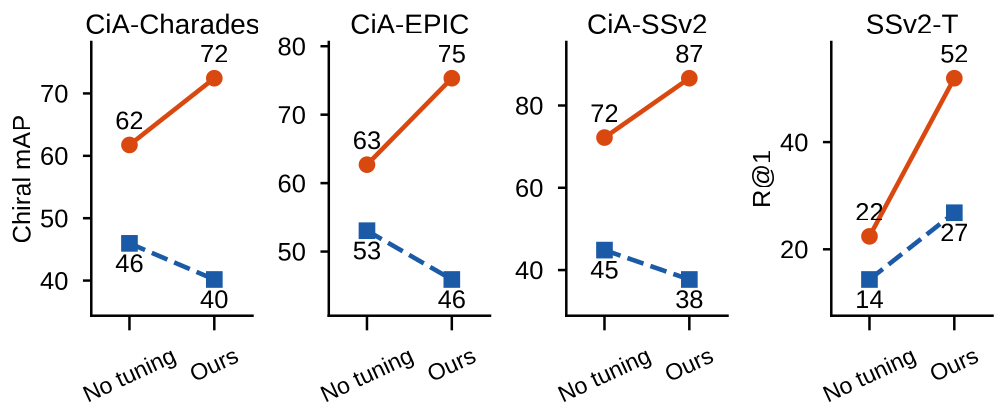 CiA-Charades
Chiral mAP
70
60
50
40
62
72
46
40
No tuning
Ours
CiA-EPIC
80
70
60
50
63
75
53
46
No tuning
Ours
CiA-SSv2
80
60
40
72
87
45
38
No tuning
Ours
SSv2-T
R@1
40
20
22
52
14
27
No tuning
Ours